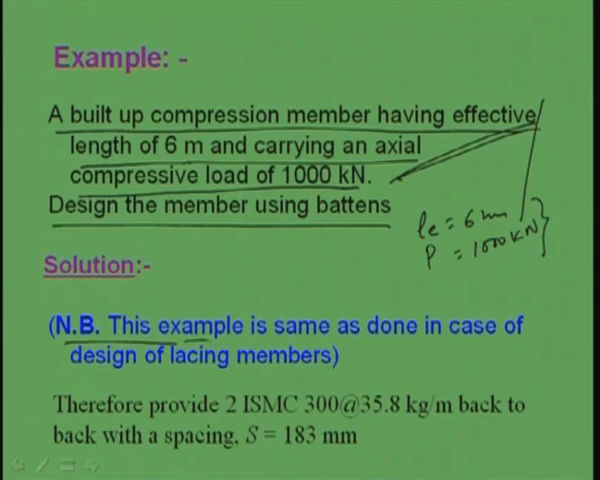 Example: -
A built up compression member having effective
length of 6 m and carrying an axial
compressive load of 1000 kN.
Design the member using battens
le = 6 m
P = 1000 KN
Solution:-
(N.B. This example is same as done in case of
design of lacing members)
Therefore provide 2 ISMC 300@35.8 kg/m back to
back with a spacing, S = 183 mm